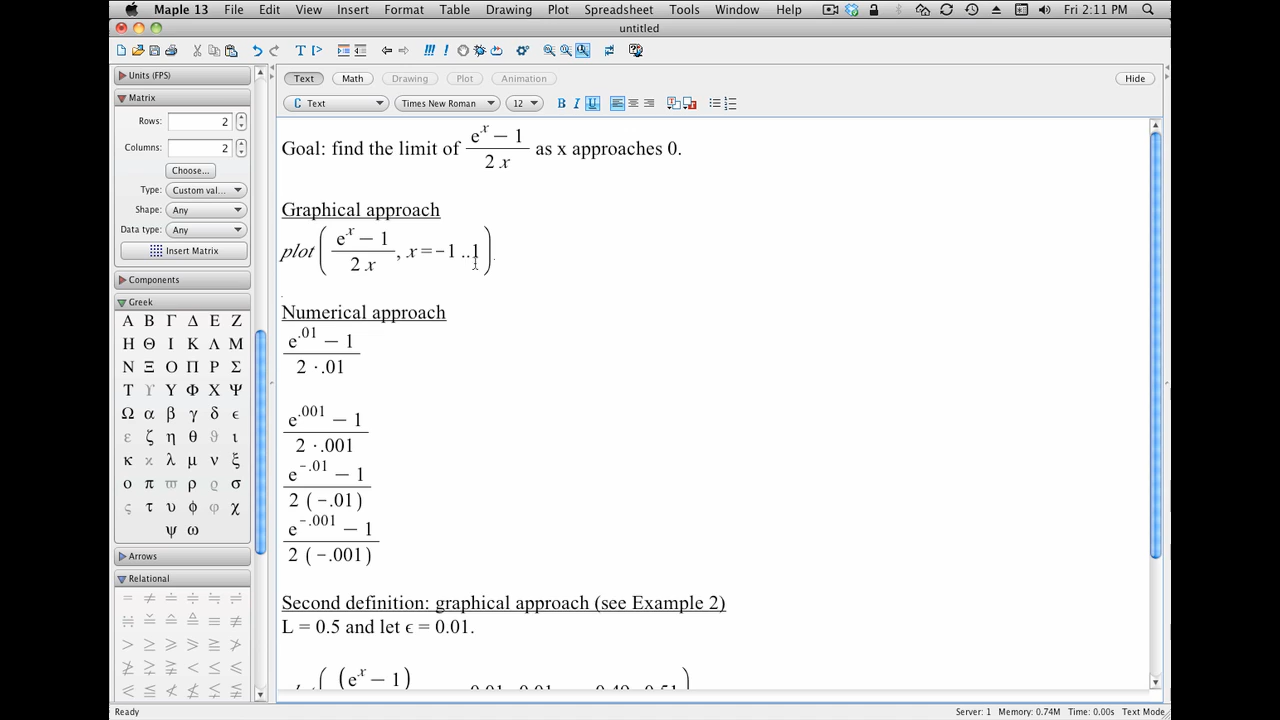 Maple 13 File Edit View Insert Format Table Drawing Plot Spreadsheet Tools Window Help Fri 2:11 PM
untitled
Units (FPS)
Matrix
Rows: 2
Columns: 2
Choose...
Type: Custom val...
Shape: Any
Data type: Any
Insert Matrix
Components
Greek
Α Β Γ Δ Ε Ζ
Η Θ Ι Κ Λ Μ
Ν Ξ Ο Π Ρ Σ
Τ ϒ Υ Φ Χ Ψ
Ω α β γ δ ϵ
ε ζ η θ ϑ ι
κ ϰ λ μ ν ξ
ο π ϖ ρ ϱ σ
ς τ υ φ ϕ χ
ψ ω
Arrows
Relational
Text Math Drawing Plot Animation Hide
C Text Times New Roman 12 B I U
Goal: find the limit of (e^x − 1)/(2 x) as x approaches 0.
Graphical approach
plot((e^x − 1)/(2 x), x = −1 ..1)
Numerical approach
(e^.01 − 1)/(2 ·.01)
(e^.001 − 1)/(2 ·.001)
(e^−.01 − 1)/(2 (−.01))
(e^−.001 − 1)/(2 (−.001))
Second definition: graphical approach (see Example 2)
L = 0.5 and let ϵ = 0.01.
(e^x − 1)
Ready Server: 1 Memory: 0.74M Time: 0.00s Text Mode